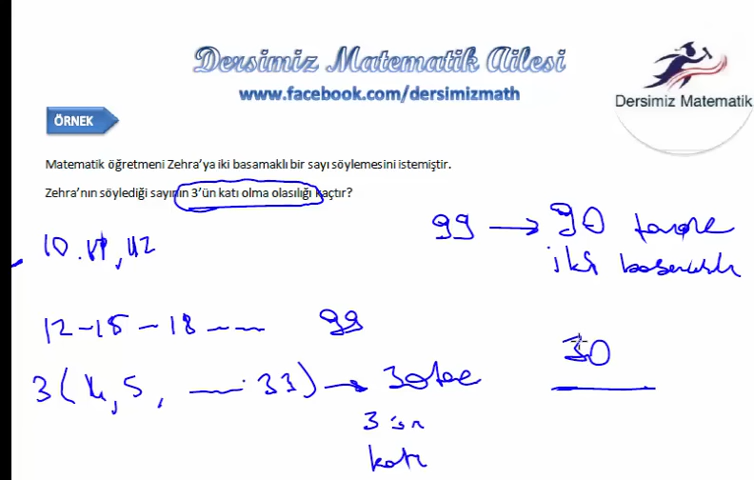 Dersimiz Matematik Ailesi
www.facebook.com/dersimizmath
Dersimiz Matematik
ÖRNEK
Matematik öğretmeni Zehra'ya iki basamaklı bir sayı söylemesini istemiştir.
Zehra'nın söylediği sayının 3'ün katı olma olasılığı kaçtır?
99 → 90 tane
iki basamaklı
10, 11, 12
12-15-18---- 99
3(4,5, ---- 33) → 30 tane
3'ün
katı
30